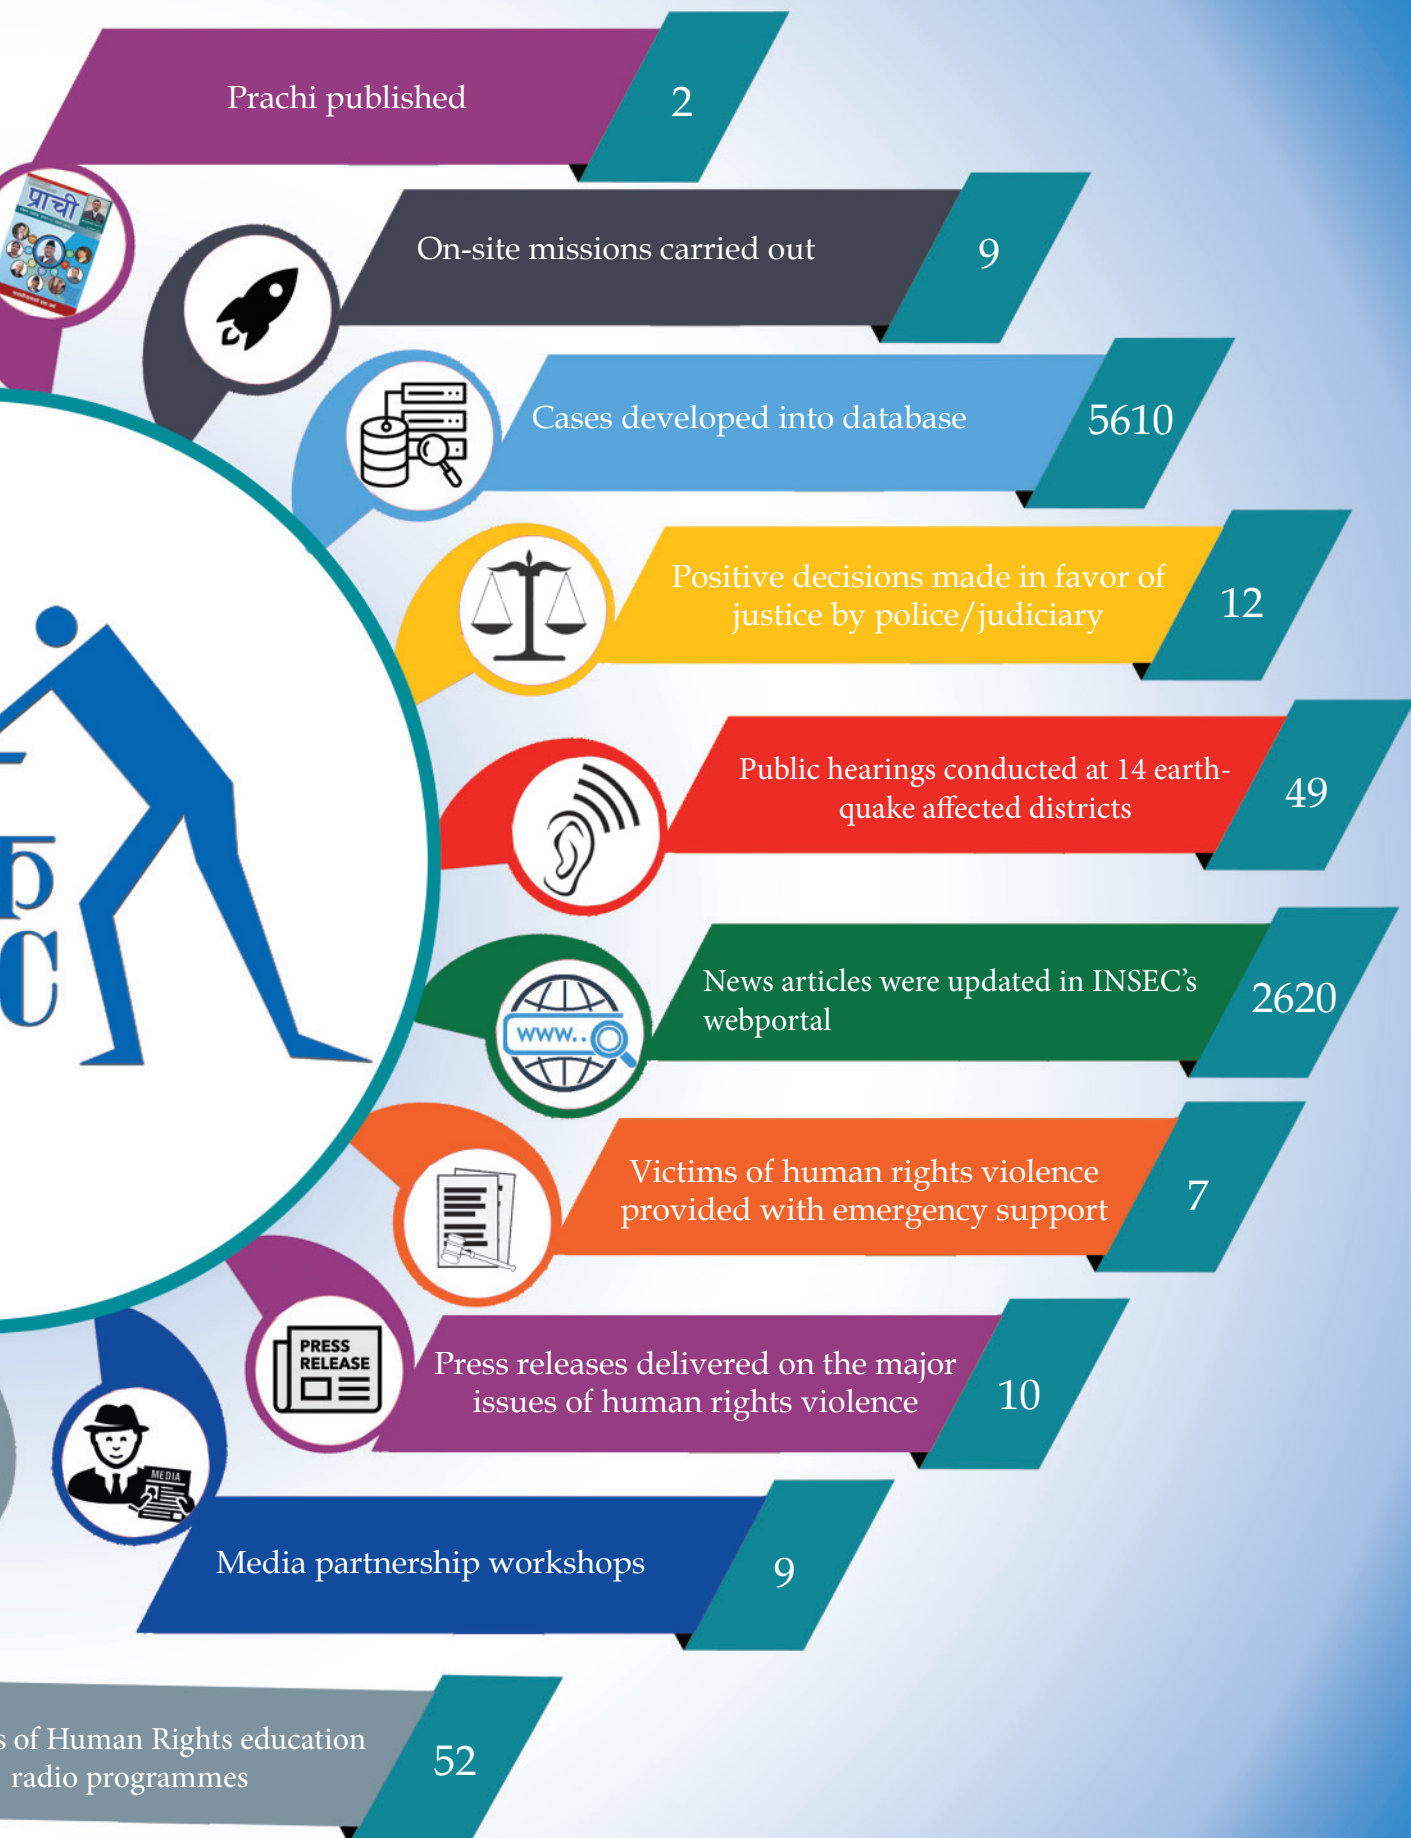 Prachi published
2
प्राची
On-site missions carried out
9
Cases developed into database
5610
Positive decisions made in favor of
justice by police/judiciary
12
Public hearings conducted at 14 earth-
quake affected districts
49
News articles were updated in INSEC’s
webportal
2620
www..
C
Victims of human rights violence
provided with emergency support
7
PRESS
RELEASE
Press releases delivered on the major
issues of human rights violence
10
MEDIA
Media partnership workshops
9
s of Human Rights education
radio programmes
52